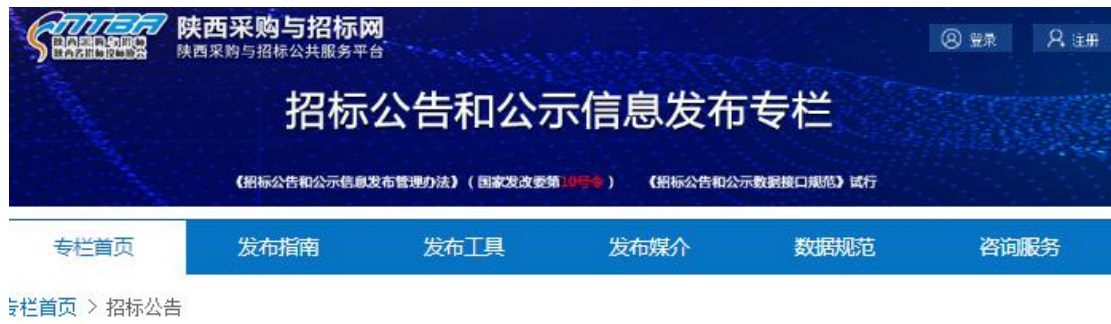 SNTBA 陕西采购与招标网
陕西采购与招标公共服务平台
登录 注册
招标公告和公示信息发布专栏
《招标公告和公示信息发布管理办法》（国家发改委第10号令） 《招标公告和公示数据接口规范》试行
专栏首页 发布指南 发布工具 发布媒介 数据规范 咨询服务
专栏首页 > 招标公告